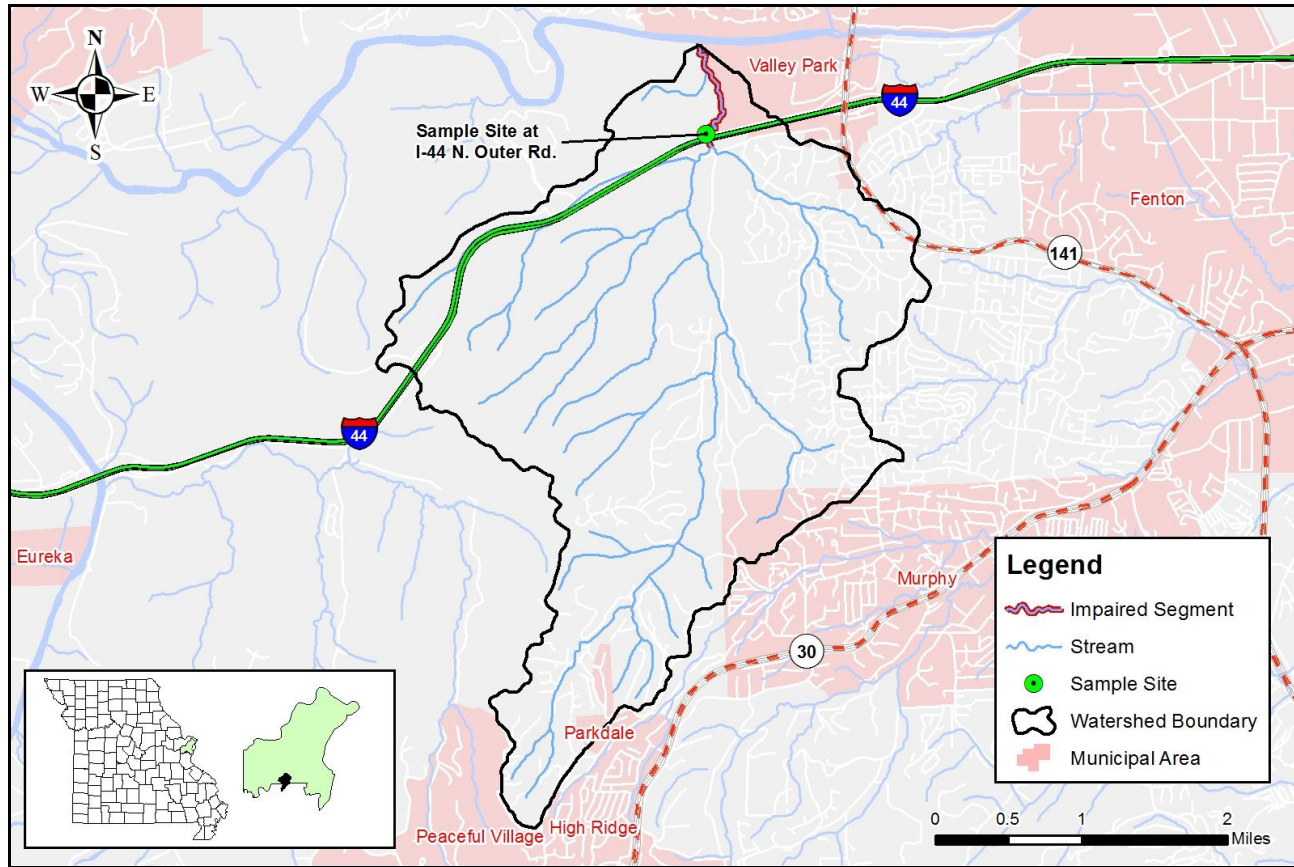 N
W
E
S
Valley Park
44
Sample Site at
I-44 N. Outer Rd.
Fenton
141
44
Eureka
Murphy
30
Parkdale
Peaceful Village
High Ridge
Legend
Impaired Segment
Stream
Sample Site
Watershed Boundary
Municipal Area
0 0.5 1 2
Miles